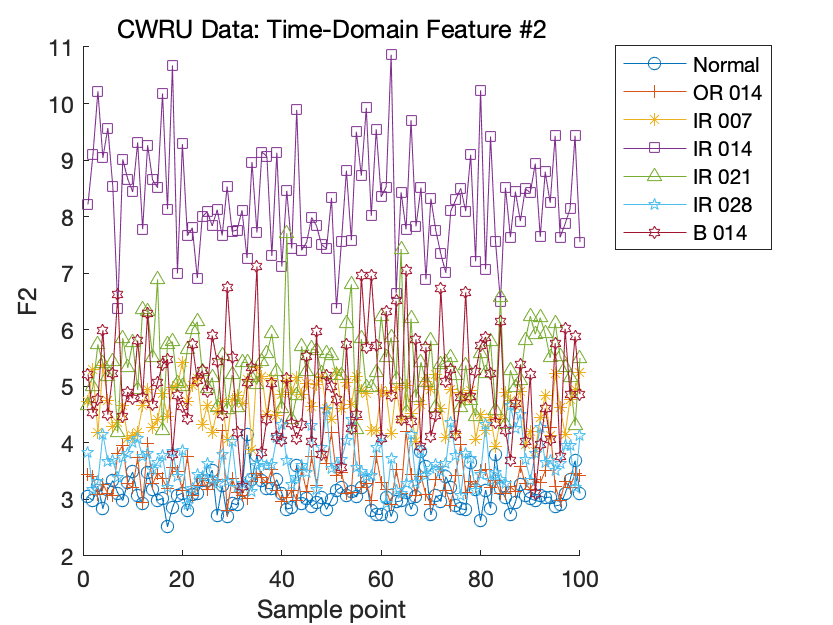 CWRU Data: Time-Domain Feature #2
11
10
9
8
7
6
5
4
3
2
F2
0
20
40
60
80
100
Sample point
Normal
OR 014
IR 007
IR 014
IR 021
IR 028
B 014